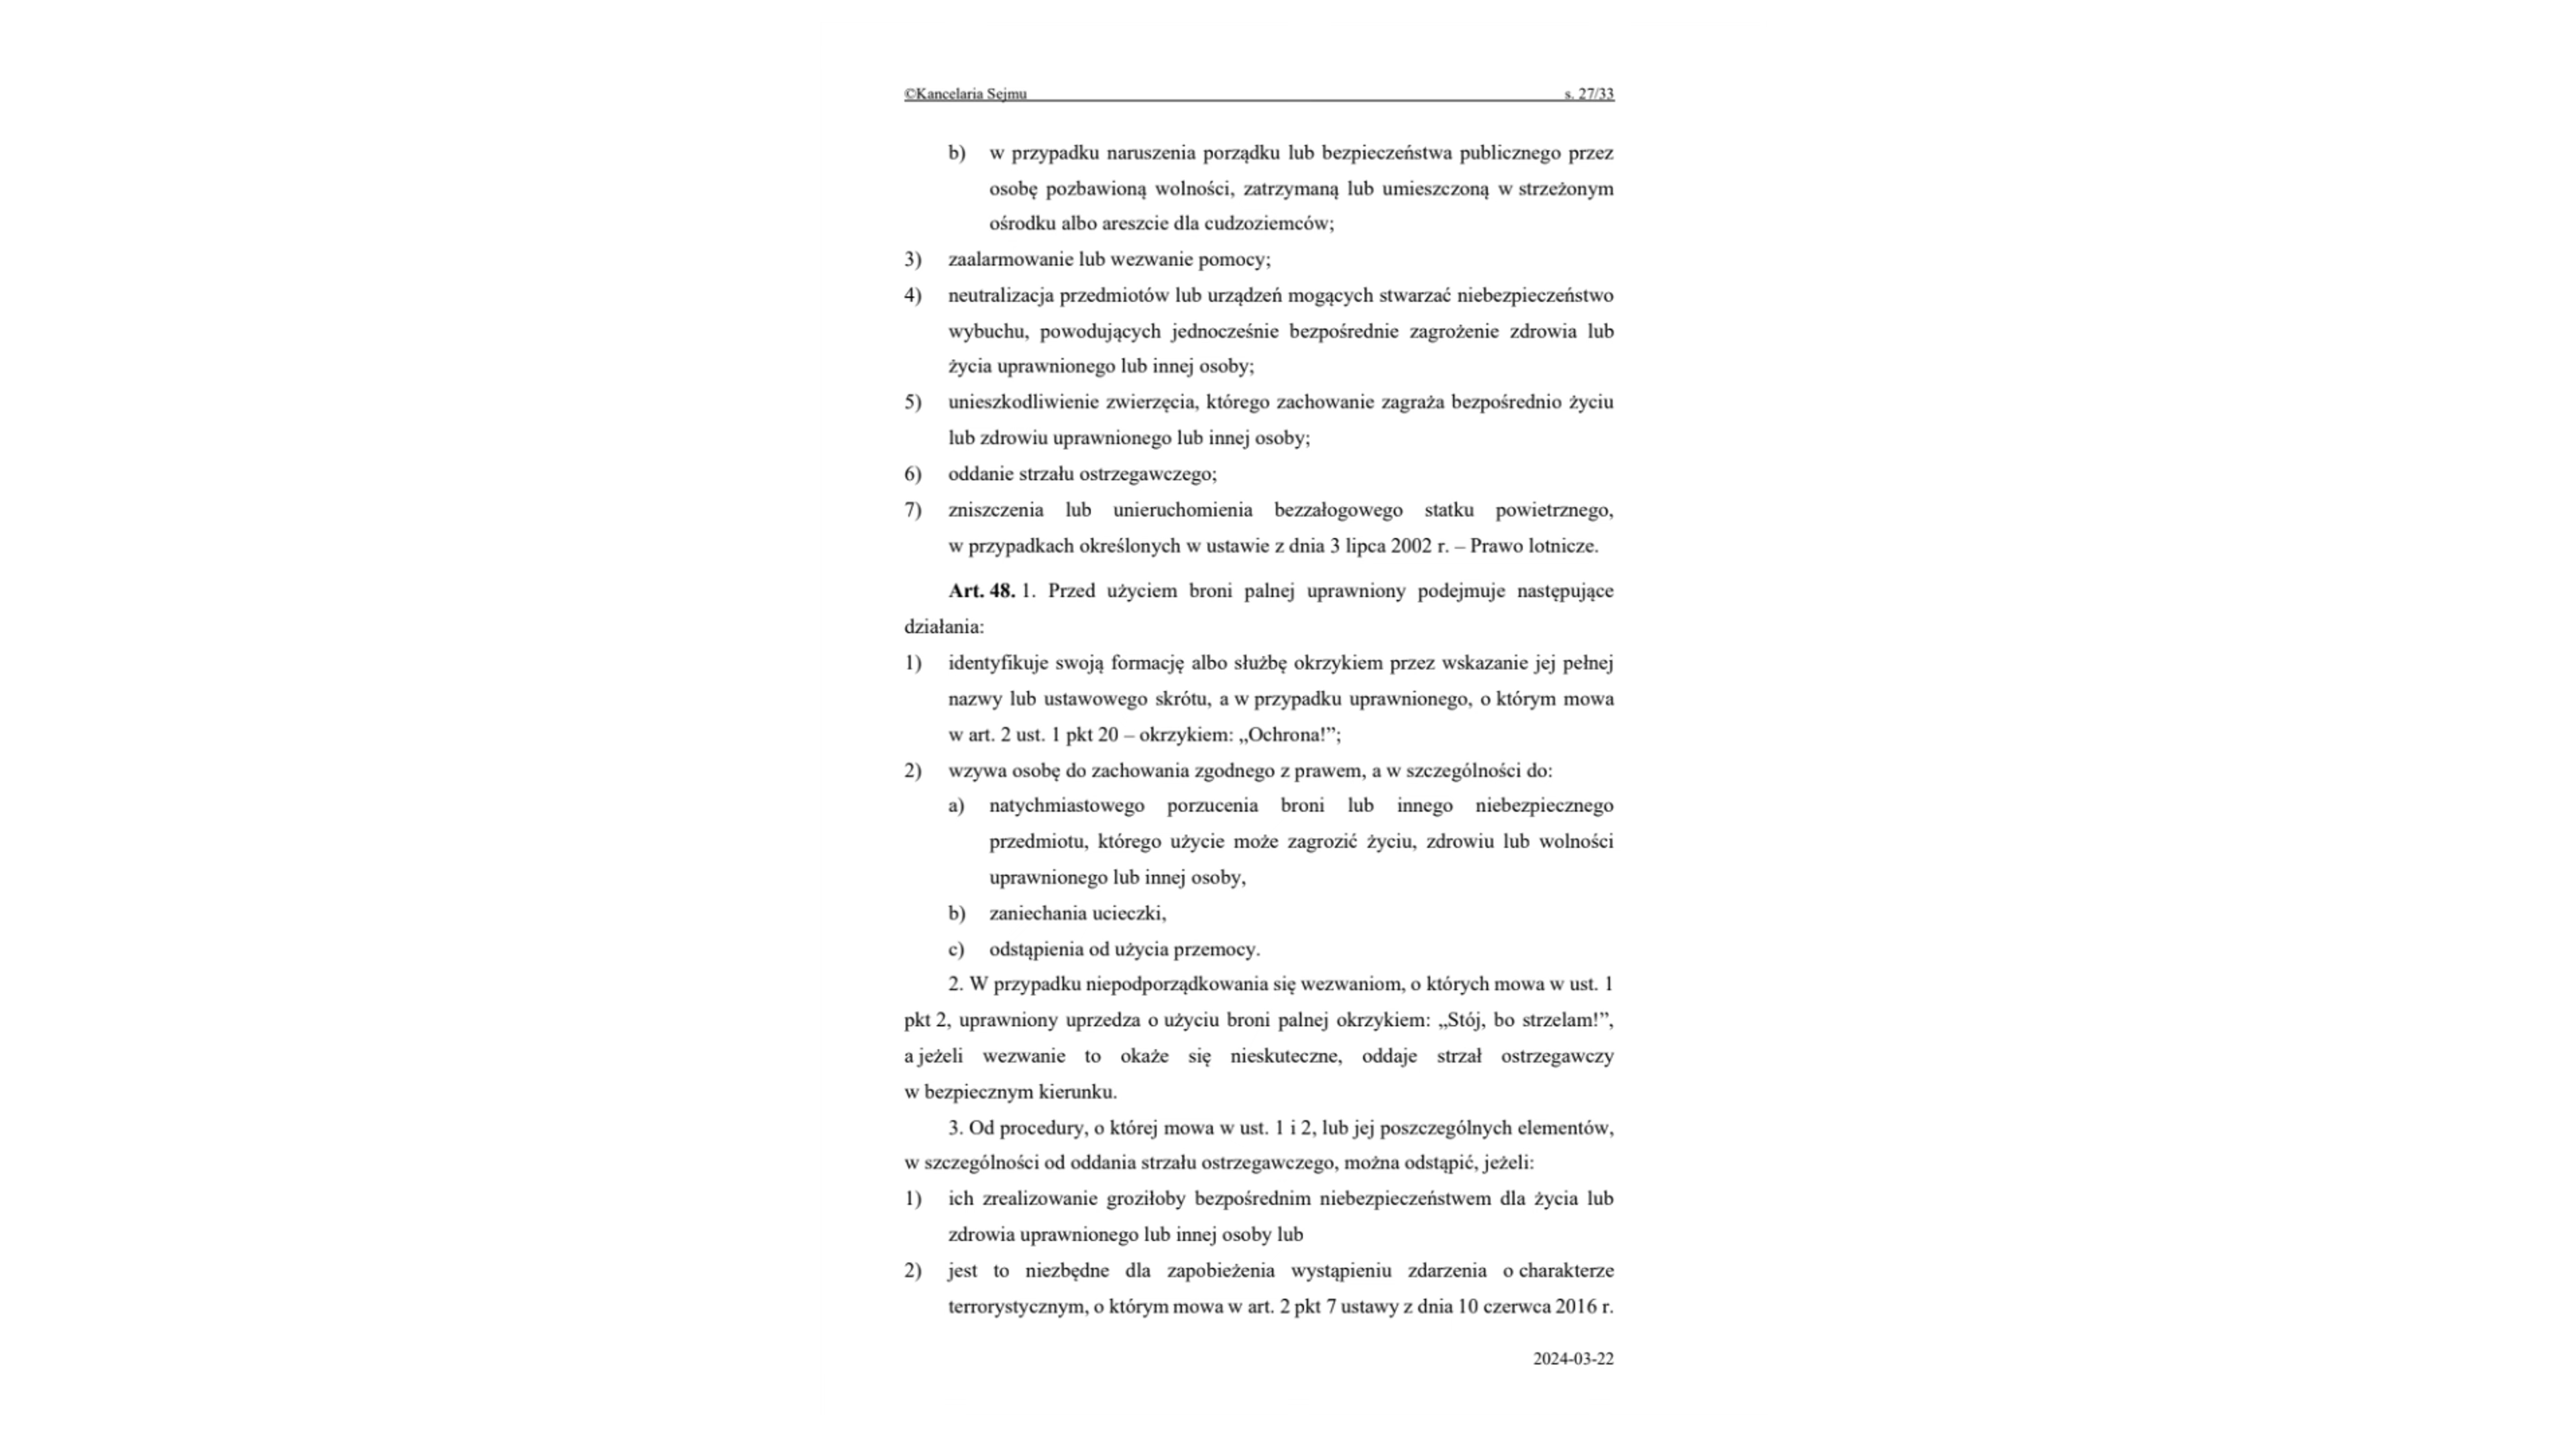 ©Kancelaria Sejmu s. 27/33
b) w przypadku naruszenia porządku lub bezpieczeństwa publicznego przez
osobę pozbawioną wolności, zatrzymaną lub umieszczoną w strzeżonym
ośrodku albo areszcie dla cudzoziemców;
3) zaalarmowanie lub wezwanie pomocy;
4) neutralizacja przedmiotów lub urządzeń mogących stwarzać niebezpieczeństwo
wybuchu, powodujących jednocześnie bezpośrednie zagrożenie zdrowia lub
życia uprawnionego lub innej osoby;
5) unieszkodliwienie zwierzęcia, którego zachowanie zagraża bezpośrednio życiu
lub zdrowiu uprawnionego lub innej osoby;
6) oddanie strzału ostrzegawczego;
7) zniszczenia lub unieruchomienia bezzałogowego statku powietrznego,
w przypadkach określonych w ustawie z dnia 3 lipca 2002 r. – Prawo lotnicze.
Art. 48. 1. Przed użyciem broni palnej uprawniony podejmuje następujące
działania:
1) identyfikuje swoją formację albo służbę okrzykiem przez wskazanie jej pełnej
nazwy lub ustawowego skrótu, a w przypadku uprawnionego, o którym mowa
w art. 2 ust. 1 pkt 20 – okrzykiem: „Ochrona!”;
2) wzywa osobę do zachowania zgodnego z prawem, a w szczególności do:
a) natychmiastowego porzucenia broni lub innego niebezpiecznego
przedmiotu, którego użycie może zagrozić życiu, zdrowiu lub wolności
uprawnionego lub innej osoby,
b) zaniechania ucieczki,
c) odstąpienia od użycia przemocy.
2. W przypadku niepodporządkowania się wezwaniom, o których mowa w ust. 1
pkt 2, uprawniony uprzedza o użyciu broni palnej okrzykiem: „Stój, bo strzelam!”,
a jeżeli wezwanie to okaże się nieskuteczne, oddaje strzał ostrzegawczy
w bezpiecznym kierunku.
3. Od procedury, o której mowa w ust. 1 i 2, lub jej poszczególnych elementów,
w szczególności od oddania strzału ostrzegawczego, można odstąpić, jeżeli:
1) ich zrealizowanie groziłoby bezpośrednim niebezpieczeństwem dla życia lub
zdrowia uprawnionego lub innej osoby lub
2) jest to niezbędne dla zapobieżenia wystąpieniu zdarzenia o charakterze
terrorystycznym, o którym mowa w art. 2 pkt 7 ustawy z dnia 10 czerwca 2016 r.
2024-03-22